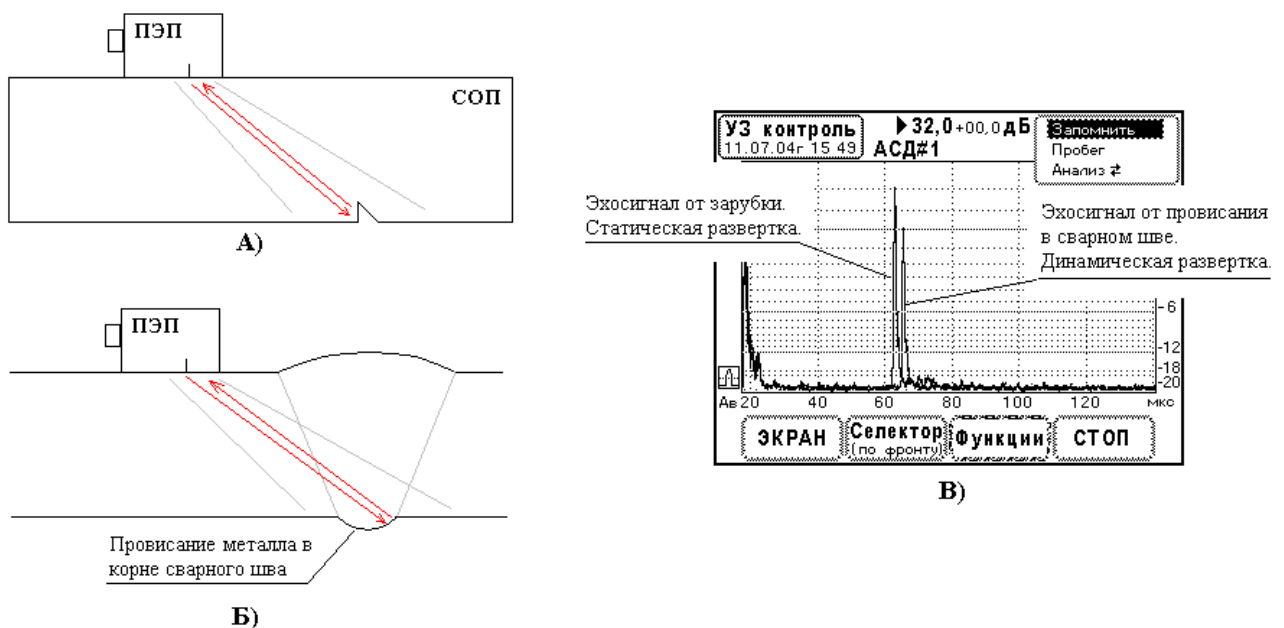 ПЭП
СОП
А)
ПЭП
Провисание металла в
корне сварного шва
Б)
Эхосигнал от зарубки.
Статическая развертка.
УЗ контроль
11.07.04г 15 49
32,0+00,0 дБ
АСД#1
Запомнить
Пробег
Анализ ⇄
Эхосигнал от провисания
в сварном шве.
Динамическая развертка.
-6
-12
-18
-20
Ав 20 40 60 80 100 120 мкс
ЭКРАН
Селектор
(по фронту)
Функции
СТОП
В)